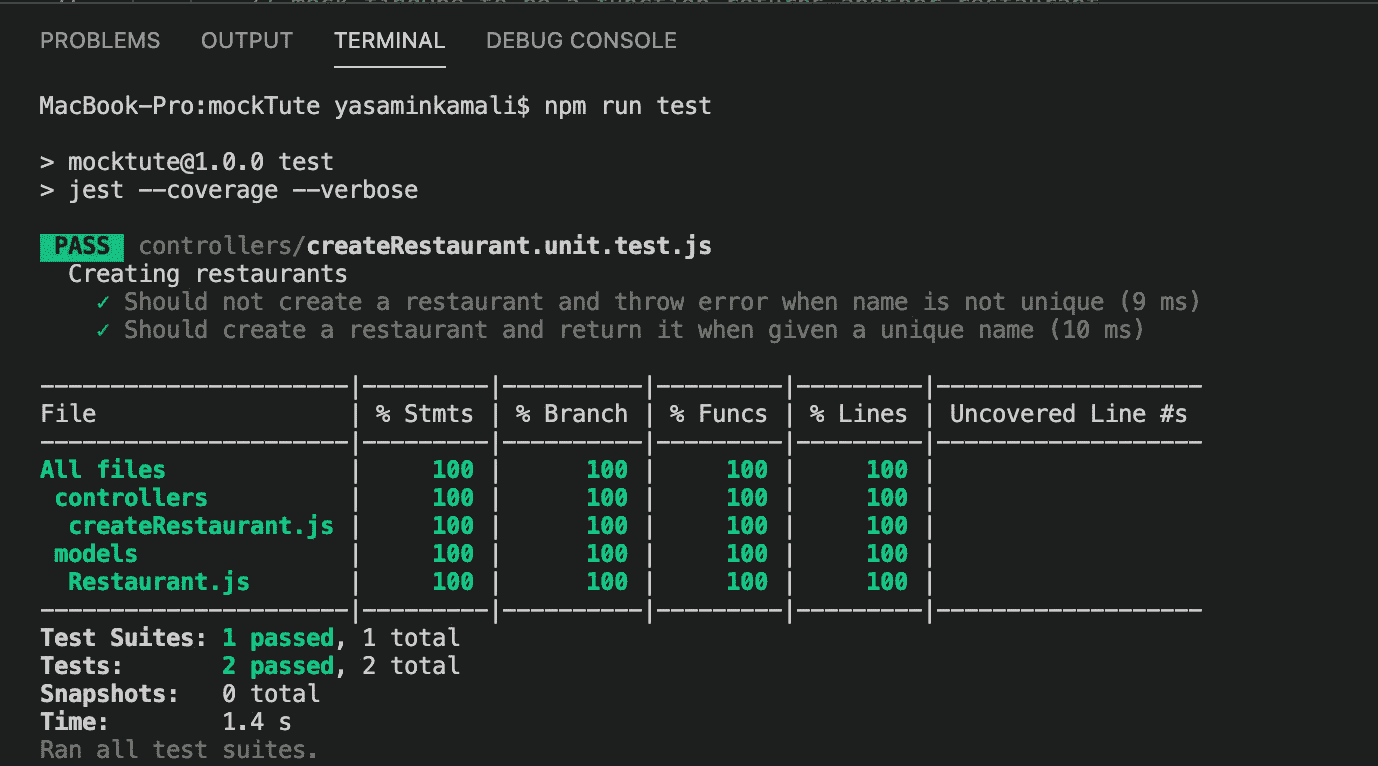 PROBLEMS OUTPUT TERMINAL DEBUG CONSOLE
MacBook-Pro:mockTute yasaminkamali$ npm run test
> mocktute@1.0.0 test
> jest --coverage --verbose
PASS controllers/createRestaurant.unit.test.js
Creating restaurants
✓ Should not create a restaurant and throw error when name is not unique (9 ms)
✓ Should create a restaurant and return it when given a unique name (10 ms)
File | % Stmts | % Branch | % Funcs | % Lines | Uncovered Line #s
All files | 100 | 100 | 100 | 100 |
controllers | 100 | 100 | 100 | 100 |
createRestaurant.js | 100 | 100 | 100 | 100 |
models | 100 | 100 | 100 | 100 |
Restaurant.js | 100 | 100 | 100 | 100 |
Test Suites: 1 passed, 1 total
Tests: 2 passed, 2 total
Snapshots: 0 total
Time: 1.4 s
Ran all test suites.